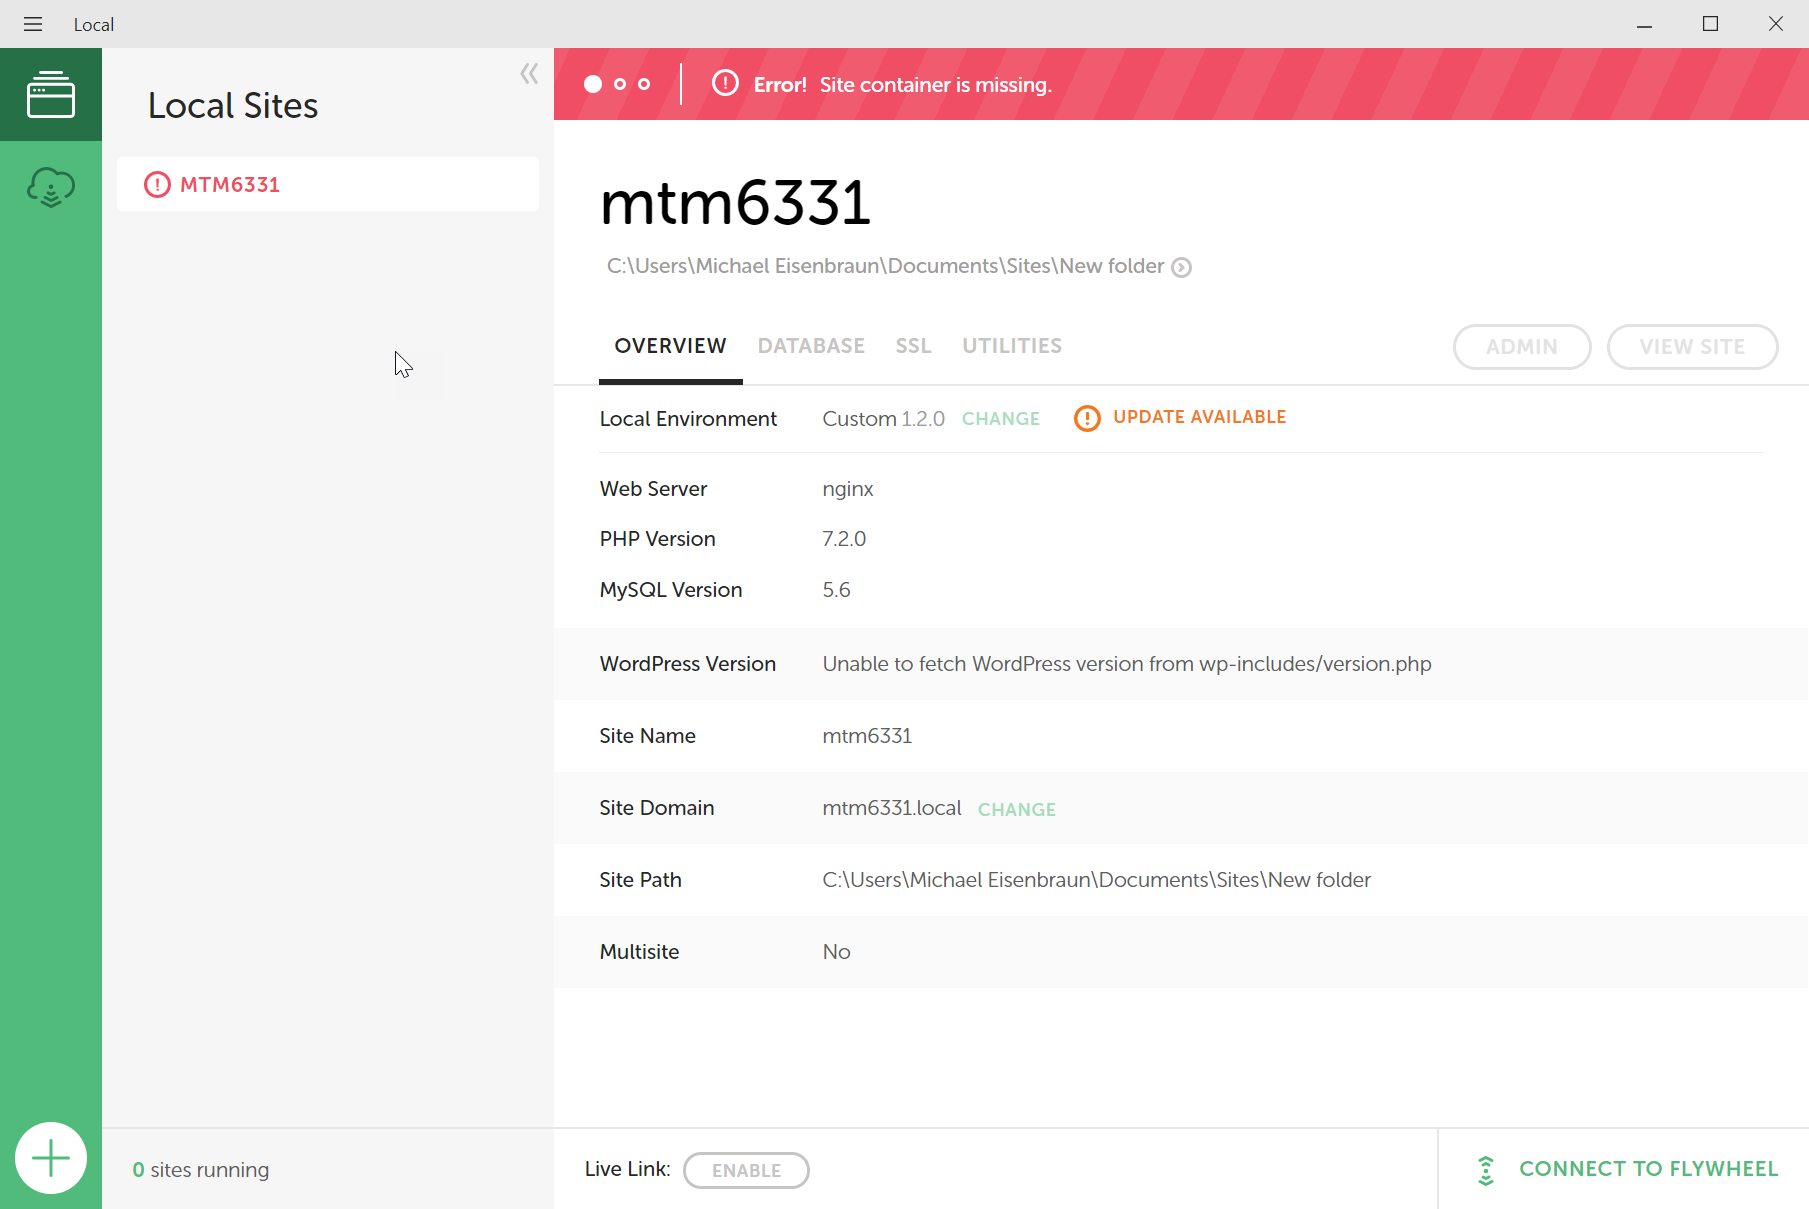 Local
Local Sites
MTM6331
0 sites running
Error! Site container is missing.
mtm6331
C:\Users\Michael Eisenbraun\Documents\Sites\New folder
OVERVIEW DATABASE SSL UTILITIES ADMIN VIEW SITE
Local Environment Custom 1.2.0 CHANGE UPDATE AVAILABLE
Web Server nginx
PHP Version 7.2.0
MySQL Version 5.6
WordPress Version Unable to fetch WordPress version from wp-includes/version.php
Site Name mtm6331
Site Domain mtm6331.local CHANGE
Site Path C:\Users\Michael Eisenbraun\Documents\Sites\New folder
Multisite No
Live Link: ENABLE CONNECT TO FLYWHEEL